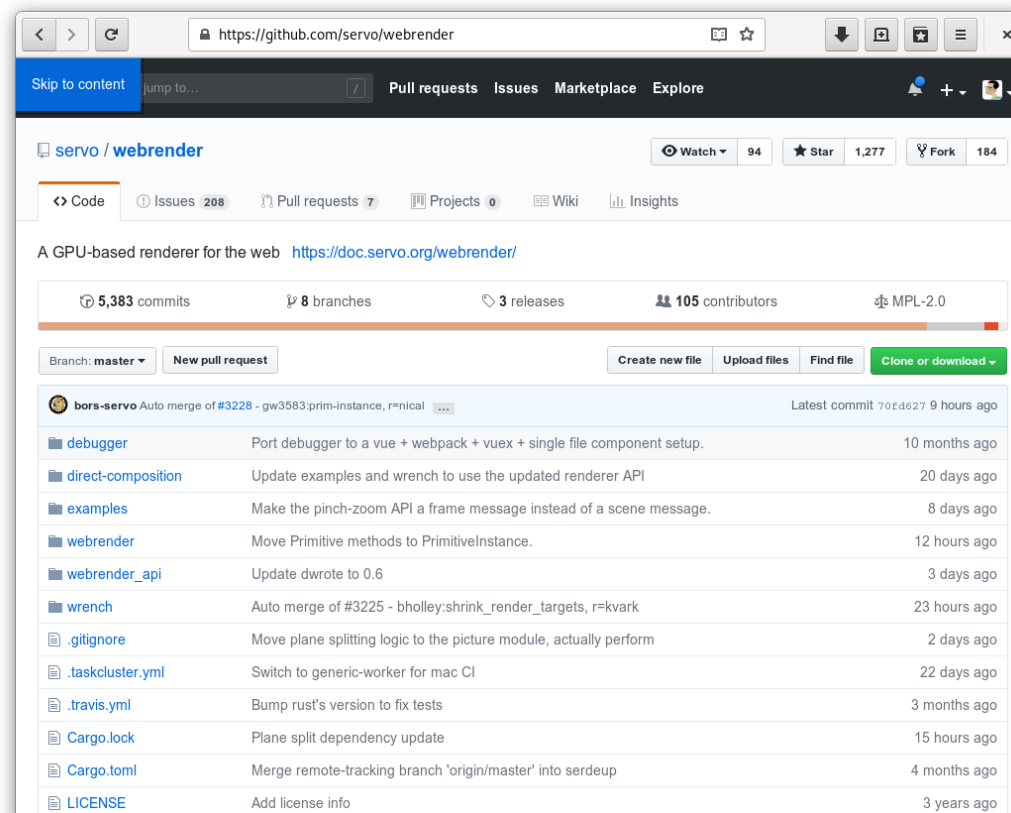 https://github.com/servo/webrender
Skip to content
jump to… /
Pull requests Issues Marketplace Explore
servo / webrender
Watch 94 Star 1,277 Fork 184
Code Issues 208 Pull requests 7 Projects 0 Wiki Insights
A GPU-based renderer for the web https://doc.servo.org/webrender/
5,383 commits 8 branches 3 releases 105 contributors MPL-2.0
Branch: master New pull request Create new file Upload files Find file Clone or download
bors-servo Auto merge of #3228 - gw3583:prim-instance, r=nical … Latest commit 70fd627 9 hours ago
debugger Port debugger to a vue + webpack + vuex + single file component setup. 10 months ago
direct-composition Update examples and wrench to use the updated renderer API 20 days ago
examples Make the pinch-zoom API a frame message instead of a scene message. 8 days ago
webrender Move Primitive methods to PrimitiveInstance. 12 hours ago
webrender_api Update dwrote to 0.6 3 days ago
wrench Auto merge of #3225 - bholley:shrink_render_targets, r=kvark 23 hours ago
.gitignore Move plane splitting logic to the picture module, actually perform 2 days ago
.taskcluster.yml Switch to generic-worker for mac CI 22 days ago
.travis.yml Bump rust's version to fix tests 3 months ago
Cargo.lock Plane split dependency update 15 hours ago
Cargo.toml Merge remote-tracking branch 'origin/master' into serdeup 4 months ago
LICENSE Add license info 3 years ago